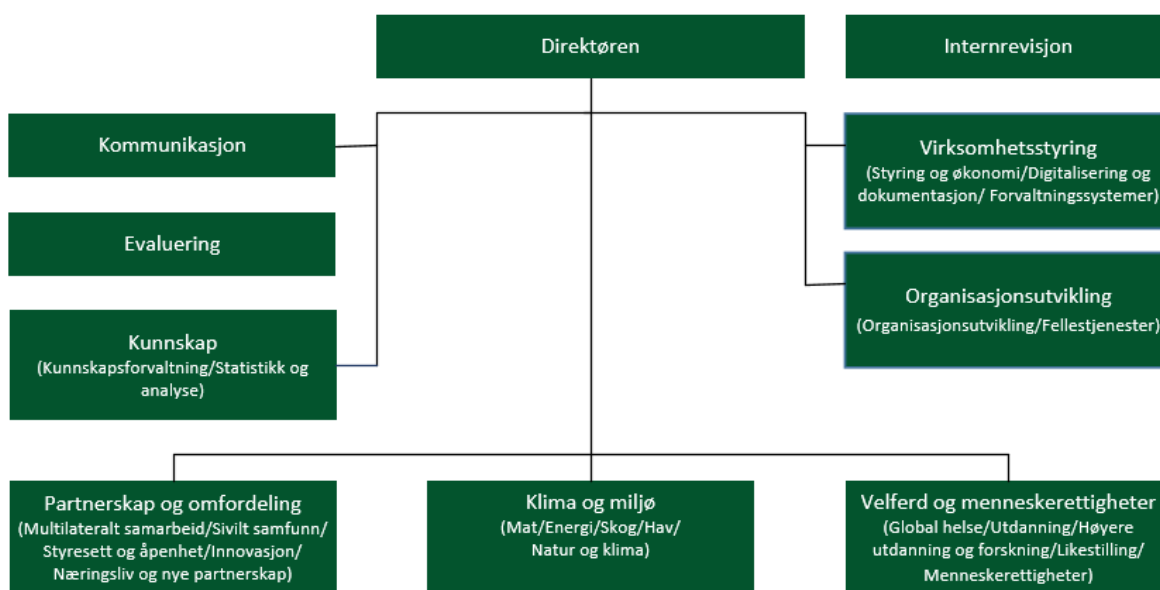 Direktøren
Internrevisjon
Kommunikasjon
Virksomhetsstyring
(Styring og økonomi/Digitalisering og
dokumentasjon/ Forvaltningssystemer)
Evaluering
Organisasjonsutvikling
(Organisasjonsutvikling/Fellestjenester)
Kunnskap
(Kunnskapsforvaltning/Statistikk og
analyse)
Partnerskap og omfordeling
(Multilateralt samarbeid/Sivilt samfunn/
Styresett og åpenhet/Innovasjon/
Næringsliv og nye partnerskap)
Klima og miljø
(Mat/Energi/Skog/Hav/
Natur og klima)
Velferd og menneskerettigheter
(Global helse/Utdanning/Høyere
utdanning og forskning/Likestilling/
Menneskerettigheter)